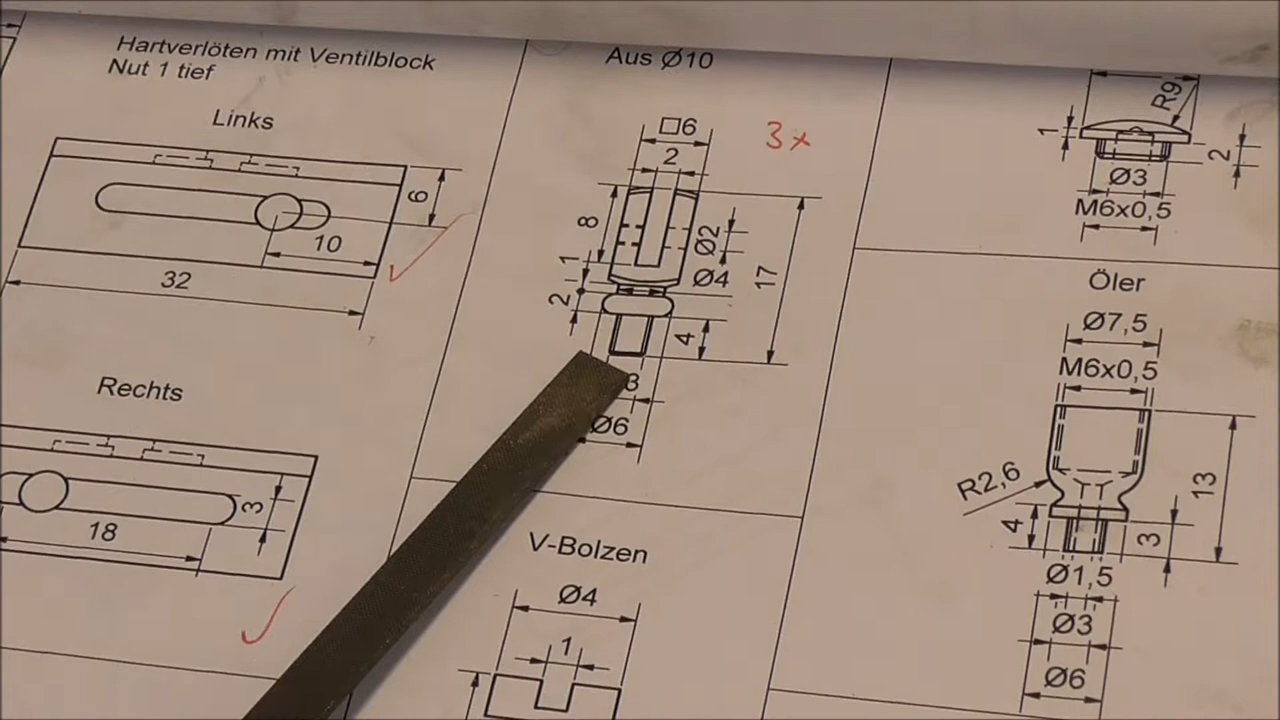 Hartverlöten mit Ventilblock
Nut 1 tief
Links
6
10
32
Rechts
3
18
Aus Ø10
3x
□6
2
8
Ø2
1
Ø4
17
2
4
Ø6
V-Bolzen
Ø4
1
R9
1
2
Ø3
M6x0,5
Öler
Ø7,5
M6x0,5
R2,6
13
4
3
Ø1,5
Ø3
Ø6